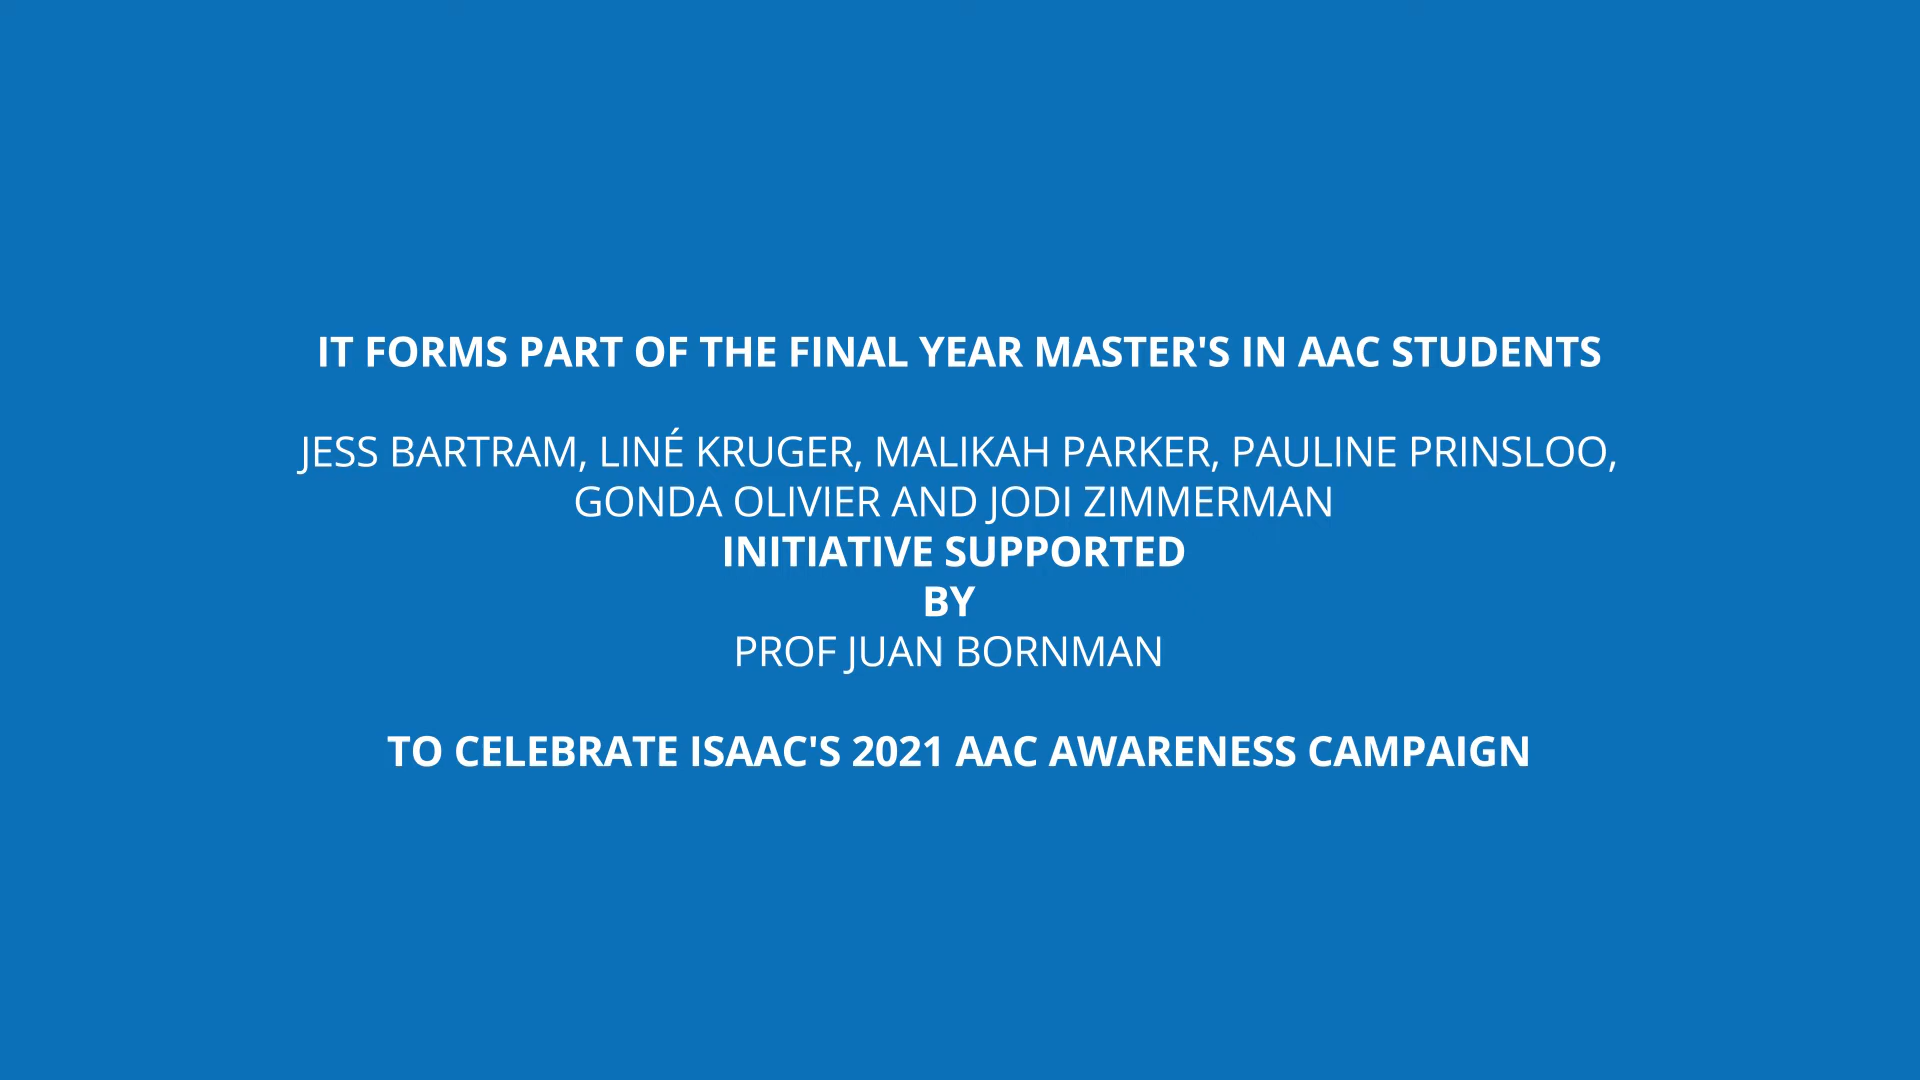 IT FORMS PART OF THE FINAL YEAR MASTER'S IN AAC STUDENTS
JESS BARTRAM, LINÉ KRUGER, MALIKAH PARKER, PAULINE PRINSLOO,
GONDA OLIVIER AND JODI ZIMMERMAN
INITIATIVE SUPPORTED
BY
PROF JUAN BORNMAN
TO CELEBRATE ISAAC'S 2021 AAC AWARENESS CAMPAIGN